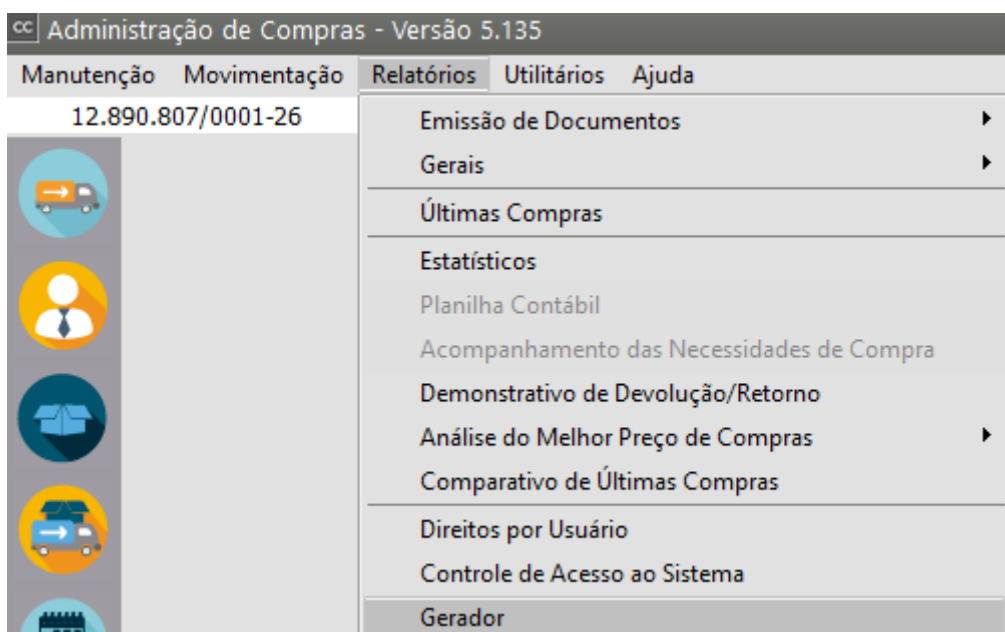 cc Administração de Compras - Versão 5.135
Manutenção Movimentação Relatórios Utilitários Ajuda
12.890.807/0001-26
Emissão de Documentos
Gerais
Últimas Compras
Estatísticos
Planilha Contábil
Acompanhamento das Necessidades de Compra
Demonstrativo de Devolução/Retorno
Análise do Melhor Preço de Compras
Comparativo de Últimas Compras
Direitos por Usuário
Controle de Acesso ao Sistema
Gerador